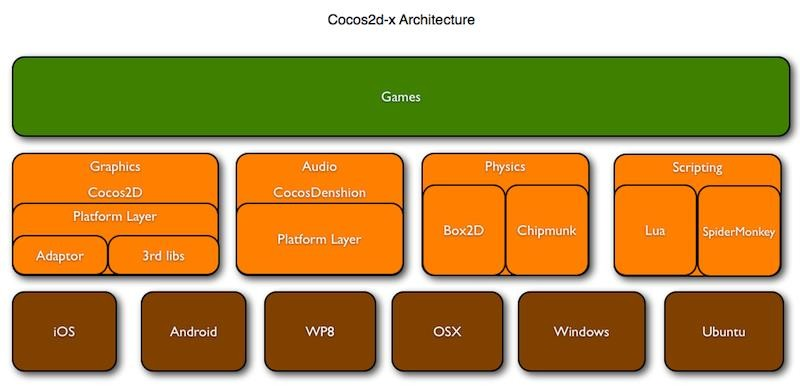 Cocos2d-x Architecture
Games
Graphics
Cocos2D
Platform Layer
Adaptor
3rd libs
Audio
CocosDenshion
Platform Layer
Physics
Box2D
Chipmunk
Scripting
Lua
SpiderMonkey
iOS
Android
WP8
OSX
Windows
Ubuntu